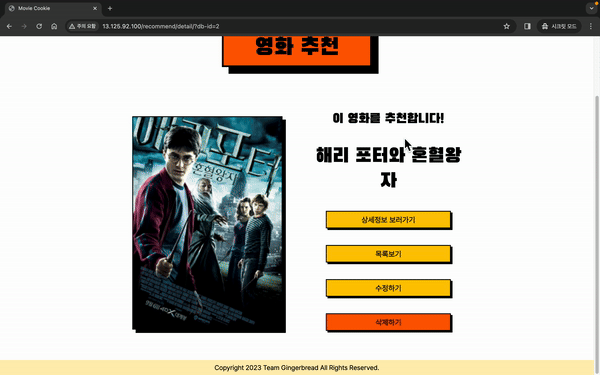 Movie Cookie
주의 요함
13.125.92.100/recommend/detail/?db-id=2
시크릿 모드
영화 추천
이 영화를 추천합니다!
해리 포터와 혼혈왕
자
해리포터
혼혈왕자
상세정보 보러가기
목록보기
수정하기
삭제하기
Copyright 2023 Team Gingerbread All Rights Reserved.